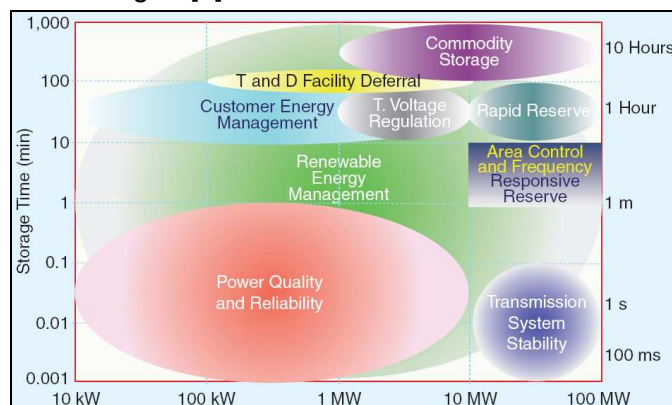 1,000
100
10
1
0.1
0.01
0.001
Storage Time (min)
10 Hours
1 Hour
1 m
1 s
100 ms
Commodity
Storage
T and D Facility Deferral
Customer Energy
Management
T. Voltage
Regulation
Rapid Reserve
Renewable
Energy
Management
Area Control
and Frequency
Responsive
Reserve
Power Quality
and Reliability
Transmission
System
Stability
10 kW
100 kW
1 MW
10 MW
100 MW